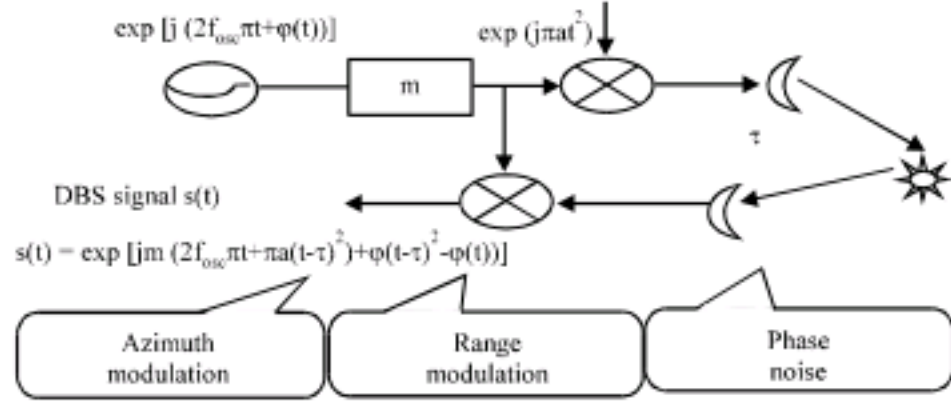 exp [j (2f_osc πt+φ(t))]
exp (jπat²)
m
τ
DBS signal s(t)
s(t) = exp [jm (2f_osc πt+πa(t-τ)²)+φ(t-τ)²-φ(t))]
Azimuth
modulation
Range
modulation
Phase
noise